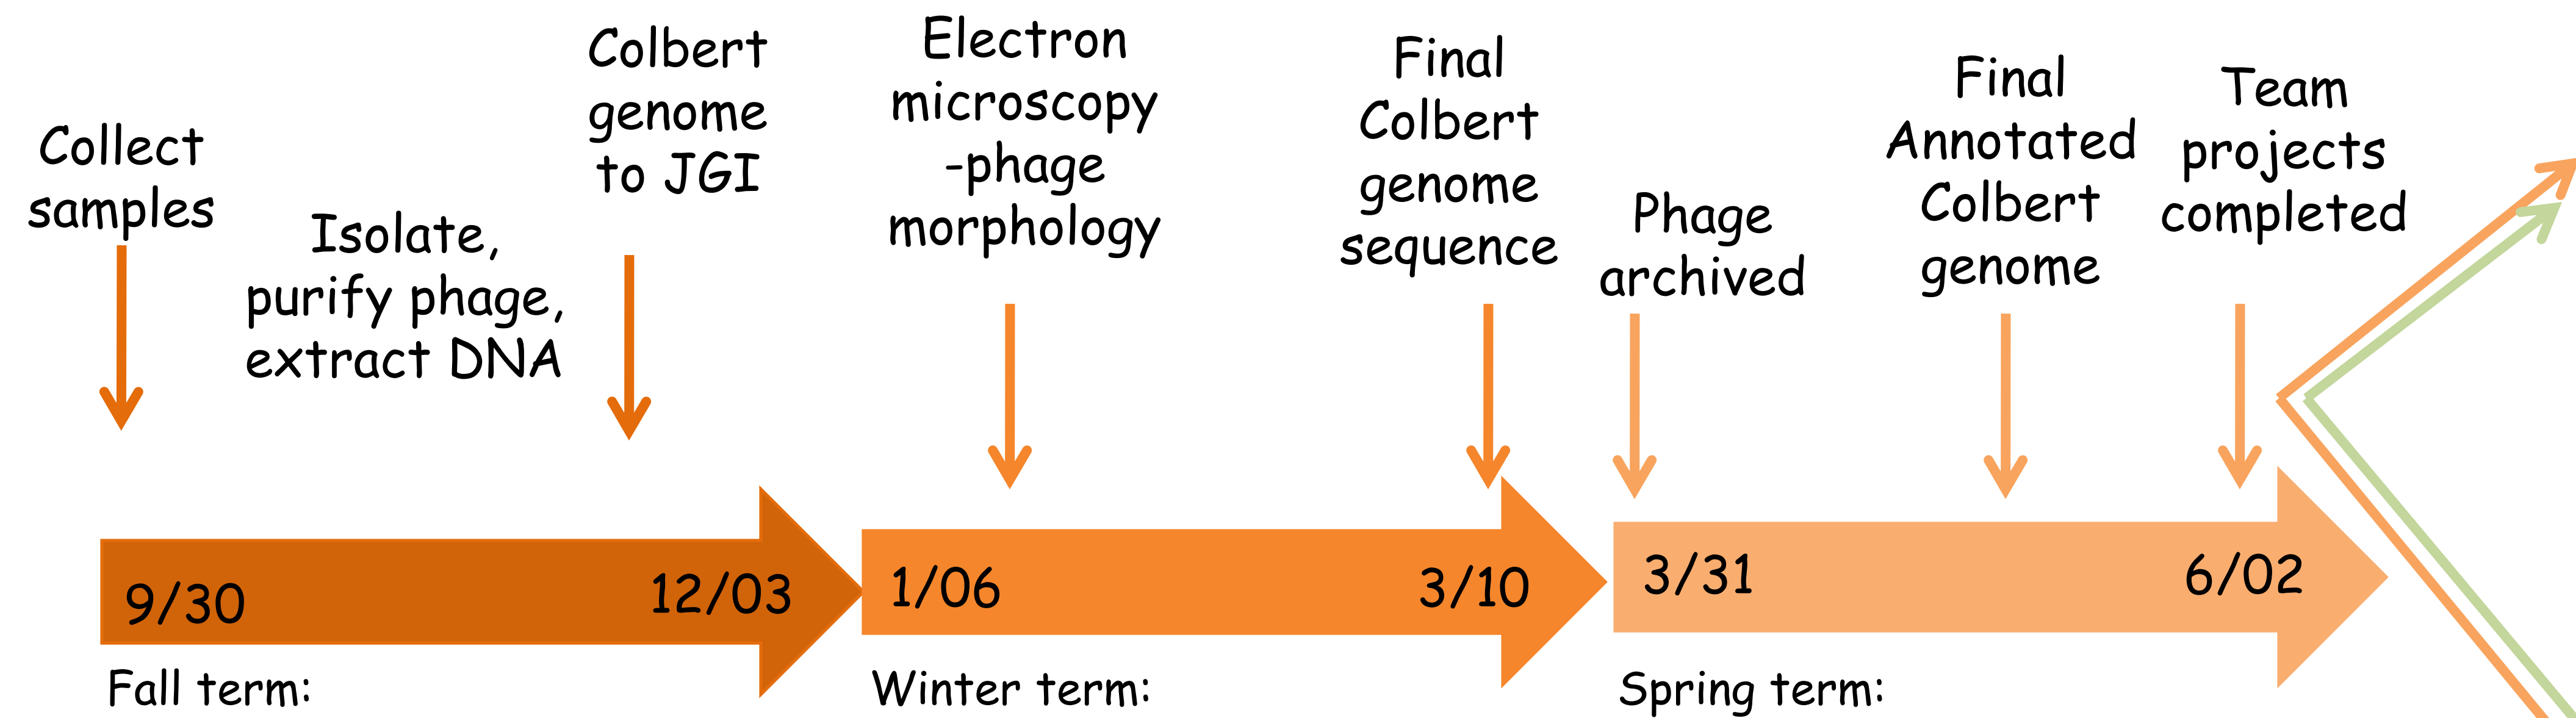 Collect
samples
Isolate,
purify phage,
extract DNA
Colbert
genome
to JGI
Electron
microscopy
-phage
morphology
Final
Colbert
genome
sequence
Phage
archived
Final
Annotated
Colbert
genome
Team
projects
completed
9/30
12/03
1/06
3/10
3/31
6/02
Fall term:
Winter term:
Spring term: